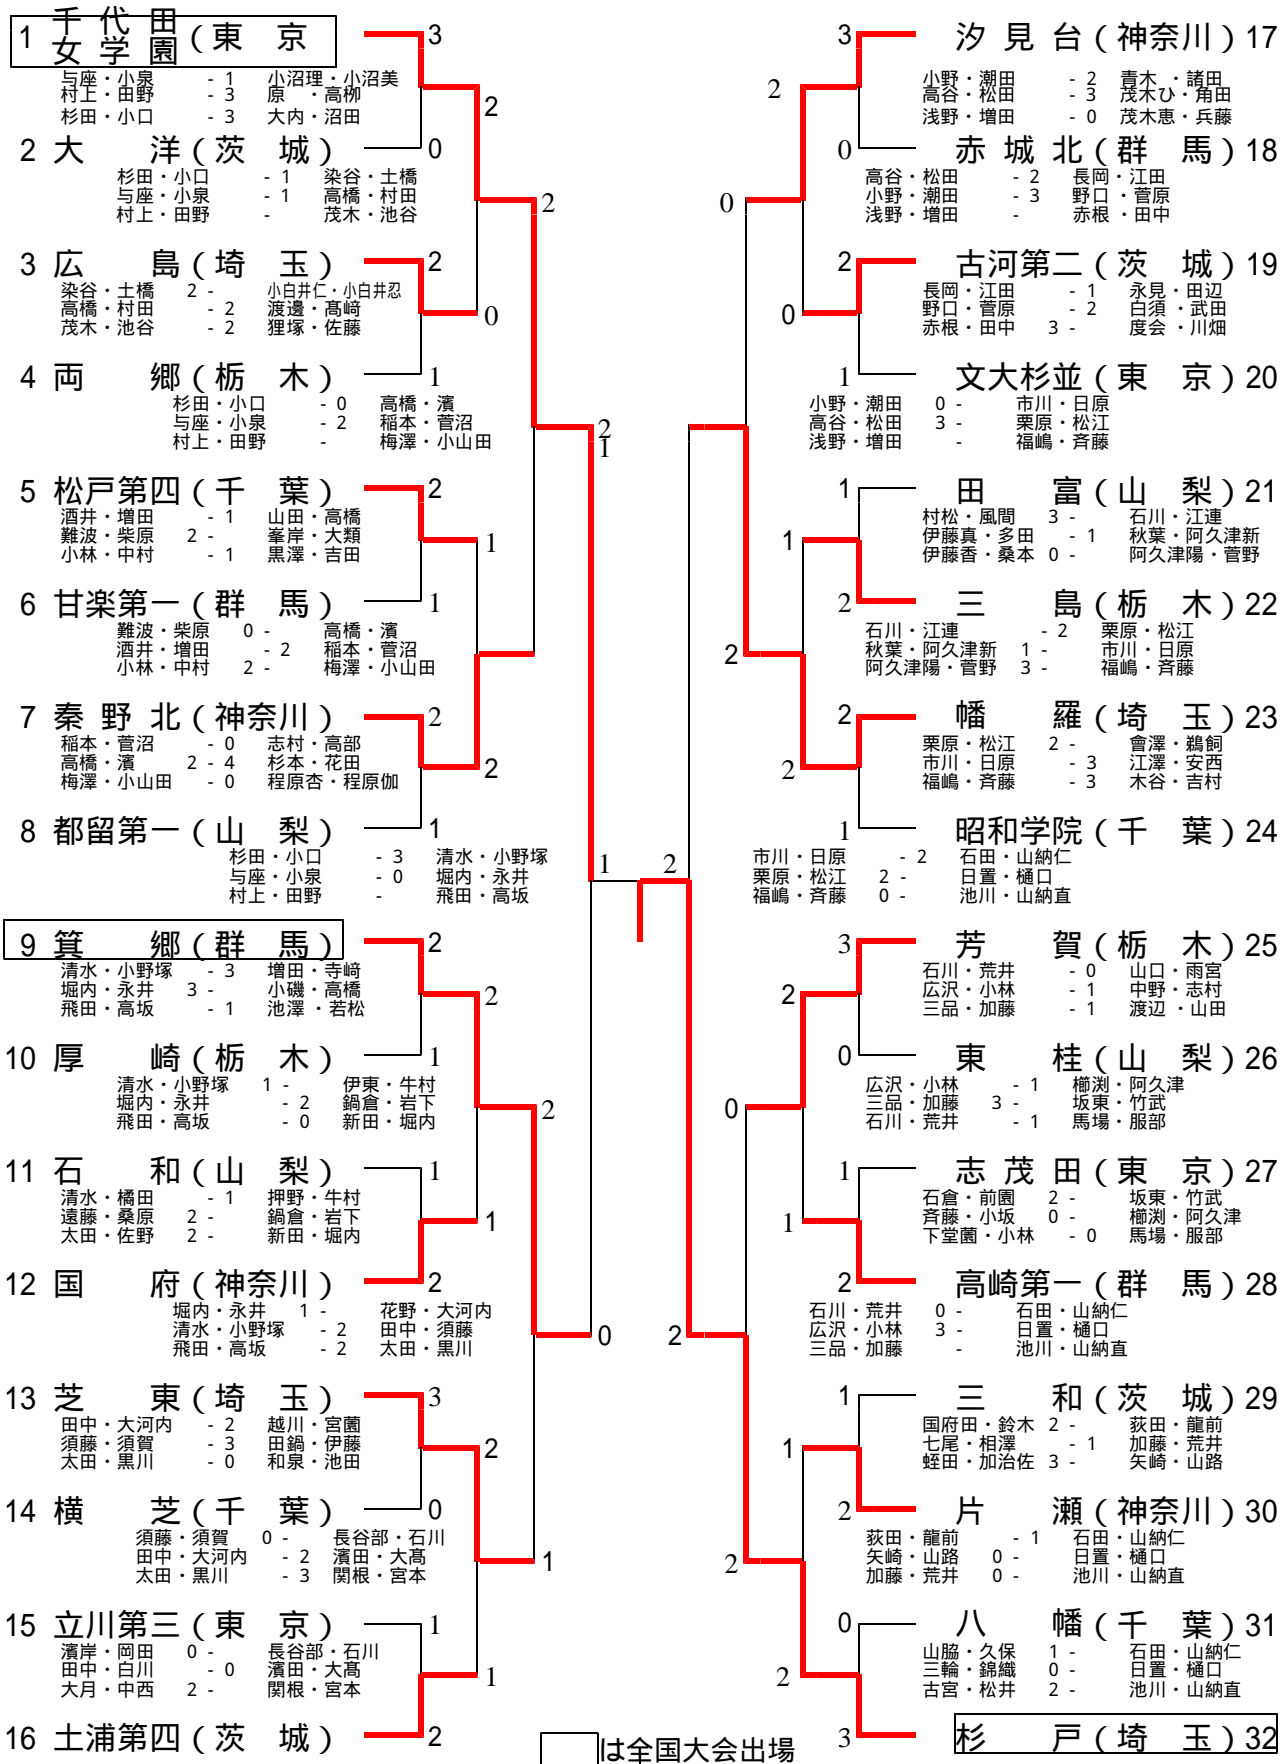 1 千代田女学園 ( 東 京 3
与座・小泉 - 1 小沼理・小沼美
村上・田野 - 3 原 ・高栁
杉田・小口 - 3 大内・沼田
2
2 大 洋 ( 茨 城 ) 0
杉田・小口 - 1 染谷・土橋
与座・小泉 - 1 高橋・村田
村上・田野 - 茂木・池谷
2
3 広 島 ( 埼 玉 ) 2
染谷・土橋 2 - 小白井仁・小白井忍
高橋・村田 - 2 渡邊・髙﨑
茂木・池谷 - 2 狸塚・佐藤
0
4 両 郷 ( 栃 木 ) 1
杉田・小口 - 0 高橋・濱
与座・小泉 - 2 稲本・菅沼
村上・田野 - 梅澤・小山田
2
1
5 松戸第四 ( 千 葉 ) 2
酒井・増田 - 1 山田・高橋
難波・柴原 2 - 峯岸・大類
小林・中村 - 1 黒澤・吉田
1
6 甘楽第一 ( 群 馬 ) 1
難波・柴原 0 - 高橋・濱
酒井・増田 - 2 稲本・菅沼
小林・中村 2 - 梅澤・小山田
7 秦野北 ( 神奈川 ) 2
稲本・菅沼 - 0 志村・高部
高橋・濱 2 - 4 杉本・花田
梅澤・小山田 - 0 程原杏・程原伽
2
8 都留第一 ( 山 梨 ) 1
杉田・小口 - 3 清水・小野塚
与座・小泉 - 0 堀内・永井
村上・田野 - 飛田・高坂
1
9 箕 郷 ( 群 馬 ) 2
清水・小野塚 - 3 増田・寺﨑
堀内・永井 3 - 小磯・高橋
飛田・高坂 - 1 池澤・若松
2
10 厚 崎 ( 栃 木 ) 1
清水・小野塚 1 - 伊東・牛村
堀内・永井 - 2 鍋倉・岩下
飛田・高坂 - 0 新田・堀内
2
11 石 和 ( 山 梨 ) 1
清水・橘田 - 1 押野・牛村
遠藤・桑原 2 - 鍋倉・岩下
太田・佐野 2 - 新田・堀内
1
12 国 府 ( 神奈川 ) 2
堀内・永井 1 - 花野・大河内
清水・小野塚 - 2 田中・須藤
飛田・高坂 - 2 太田・黒川
0
13 芝 東 ( 埼 玉 ) 3
田中・大河内 - 2 越川・宮薗
須藤・須賀 - 3 田鍋・伊藤
太田・黒川 - 0 和泉・池田
2
14 横 芝 ( 千 葉 ) 0
須藤・須賀 0 - 長谷部・石川
田中・大河内 - 2 濱田・大髙
太田・黒川 - 3 関根・宮本
1
15 立川第三 ( 東 京 ) 1
濱岸・岡田 0 - 長谷部・石川
田中・白川 - 0 濱田・大髙
大月・中西 2 - 関根・宮本
1
16 土浦第四 ( 茨 城 ) 2
3 汐見台 ( 神奈川 ) 17
小野・潮田 - 2 青木 ・諸田
高谷・松田 - 3 茂木ひ・角田
浅野・増田 - 0 茂木恵・兵藤
2
0 赤城北 ( 群 馬 ) 18
高谷・松田 - 2 長岡・江田
小野・潮田 - 3 野口・菅原
浅野・増田 - 赤根・田中
0
2 古河第二 ( 茨 城 ) 19
長岡・江田 - 1 永見・田辺
野口・菅原 - 2 白須・武田
赤根・田中 3 - 度会・川畑
0
1 文大杉並 ( 東 京 ) 20
小野・潮田 0 - 市川・日原
高谷・松田 3 - 栗原・松江
浅野・増田 - 福嶋・斉藤
1 田 富 ( 山 梨 ) 21
村松・風間 3 - 石川・江連
伊藤真・多田 - 1 秋葉・阿久津新
伊藤香・桑本 0 - 阿久津陽・菅野
1
2 三 島 ( 栃 木 ) 22
石川・江連 - 2 栗原・松江
秋葉・阿久津新 1 - 市川・日原
阿久津陽・菅野 3 - 福嶋・斉藤
2
2 幡 羅 ( 埼 玉 ) 23
栗原・松江 2 - 會澤・鵜飼
市川・日原 - 3 江澤・安西
福嶋・斉藤 - 3 木谷・吉村
2
1 昭和学院 ( 千 葉 ) 24
市川・日原 - 2 石田・山納仁
栗原・松江 2 - 日置・樋口
福嶋・斉藤 0 - 池川・山納直
2
3 芳 賀 ( 栃 木 ) 25
石川・荒井 - 0 山口・雨宮
広沢・小林 - 1 中野・志村
三品・加藤 - 1 渡辺 ・山田
2
0 東 桂 ( 山 梨 ) 26
広沢・小林 - 1 櫛渕・阿久津
三品・加藤 3 - 坂東・竹武
石川・荒井 - 1 馬場・服部
0
1 志茂田 ( 東 京 ) 27
石倉・前園 2 - 坂東・竹武
斉藤・小坂 0 - 櫛渕・阿久津
下堂薗・小林 - 0 馬場・服部
1
2 高崎第一 ( 群 馬 ) 28
石川・荒井 0 - 石田・山納仁
広沢・小林 3 - 日置・樋口
三品・加藤 - 池川・山納直
2
1 三 和 ( 茨 城 ) 29
国府田・鈴木 2 - 荻田・龍前
七尾・相澤 - 1 加藤・荒井
蛭田・加治佐 3 - 矢崎・山路
1
2 片 瀬 ( 神奈川 ) 30
荻田・龍前 - 1 石田・山納仁
矢崎・山路 0 - 日置・樋口
加藤・荒井 0 - 池川・山納直
2
0 八 幡 ( 千 葉 ) 31
山脇・久保 1 - 石田・山納仁
三輪・錦織 0 - 日置・樋口
古宮・松井 2 - 池川・山納直
2
3 杉 戸 ( 埼 玉 ) 32
は全国大会出場